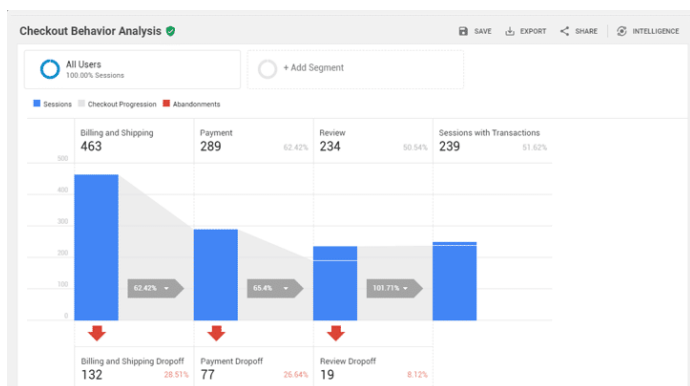 Checkout Behavior Analysis
SAVE EXPORT SHARE INTELLIGENCE
All Users
100.00% Sessions
+ Add Segment
Sessions Checkout Progression Abandonments
Billing and Shipping Payment Review Sessions with Transactions
463 289 62.42% 234 50.54% 239 51.62%
500
400
300
200
100
0
62.42% 65.4% 101.71%
Billing and Shipping Dropoff Payment Dropoff Review Dropoff
132 28.51% 77 26.64% 19 8.12%